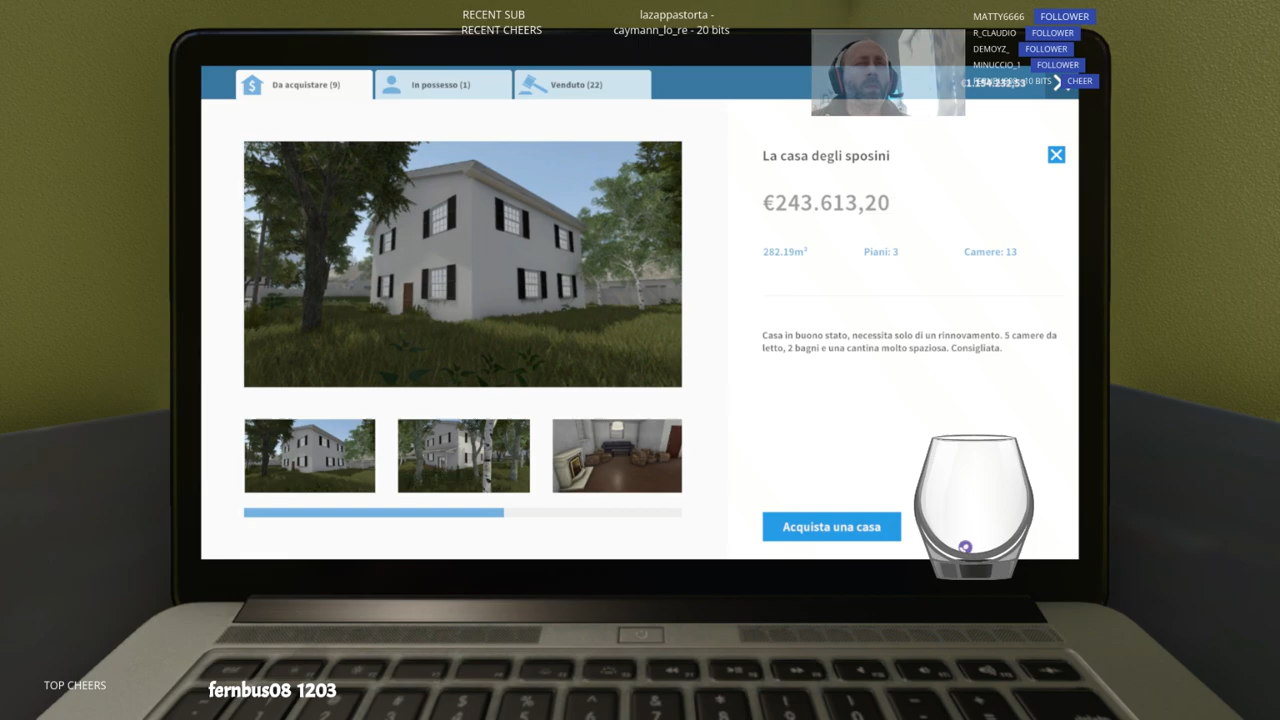 RECENT SUB
lazappastorta -
RECENT CHEERS
caymann_lo_re - 20 bits
MATTY6666 FOLLOWER
R_CLAUDIO FOLLOWER
DEMOYZ_ FOLLOWER
MINUCCIO_1 FOLLOWER
10 BITS CHEER
Da acquistare (9)
In possesso (1)
Venduto (22)
La casa degli sposini
€243.613,20
282.19m²
Piani: 3
Camere: 13
Casa in buono stato, necessita solo di un rinnovamento. 5 camere da
letto, 2 bagni e una cantina molto spaziosa. Consigliata.
Acquista una casa
TOP CHEERS
fernbus08 1203